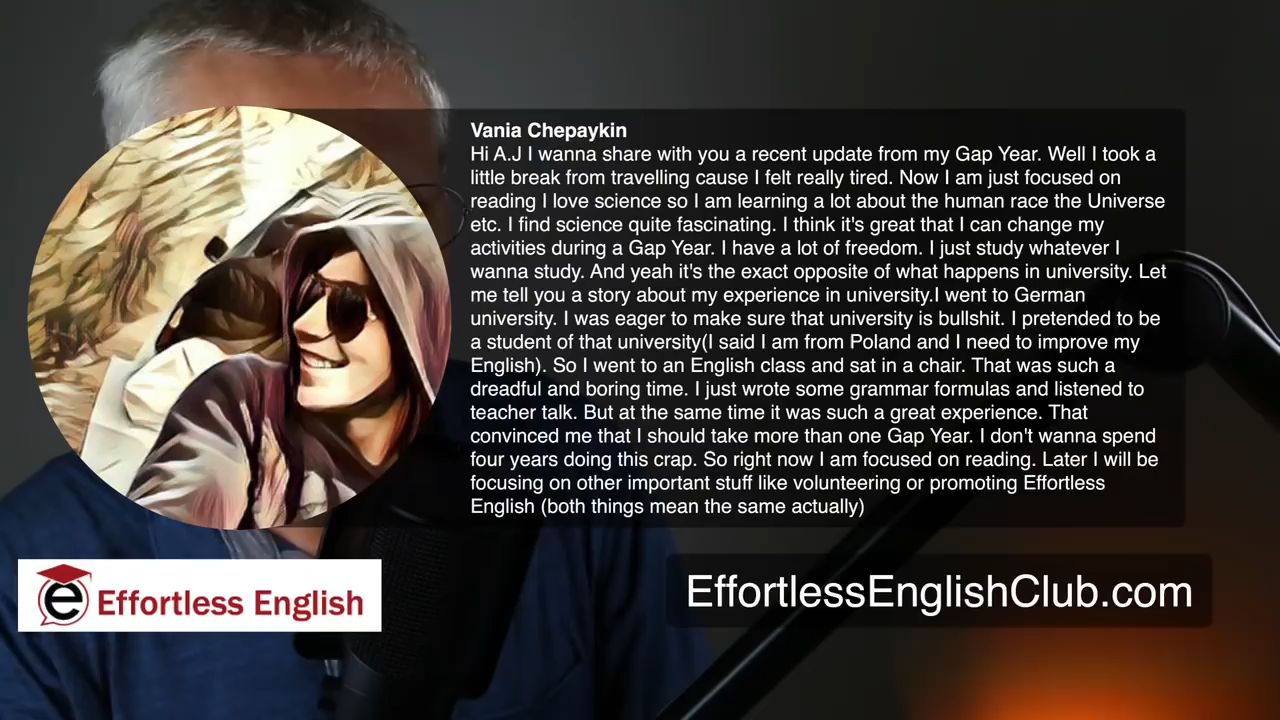 Vania Chepaykin
Hi A.J I wanna share with you a recent update from my Gap Year. Well I took a
little break from travelling cause I felt really tired. Now I am just focused on
reading I love science so I am learning a lot about the human race the Universe
etc. I find science quite fascinating. I think it's great that I can change my
activities during a Gap Year. I have a lot of freedom. I just study whatever I
wanna study. And yeah it's the exact opposite of what happens in university. Let
me tell you a story about my experience in university.I went to German
university. I was eager to make sure that university is bullshit. I pretended to be
a student of that university(I said I am from Poland and I need to improve my
English). So I went to an English class and sat in a chair. That was such a
dreadful and boring time. I just wrote some grammar formulas and listened to
teacher talk. But at the same time it was such a great experience. That
convinced me that I should take more than one Gap Year. I don't wanna spend
four years doing this crap. So right now I am focused on reading. Later I will be
focusing on other important stuff like volunteering or promoting Effortless
English (both things mean the same actually)
e Effortless English
EffortlessEnglishClub.com